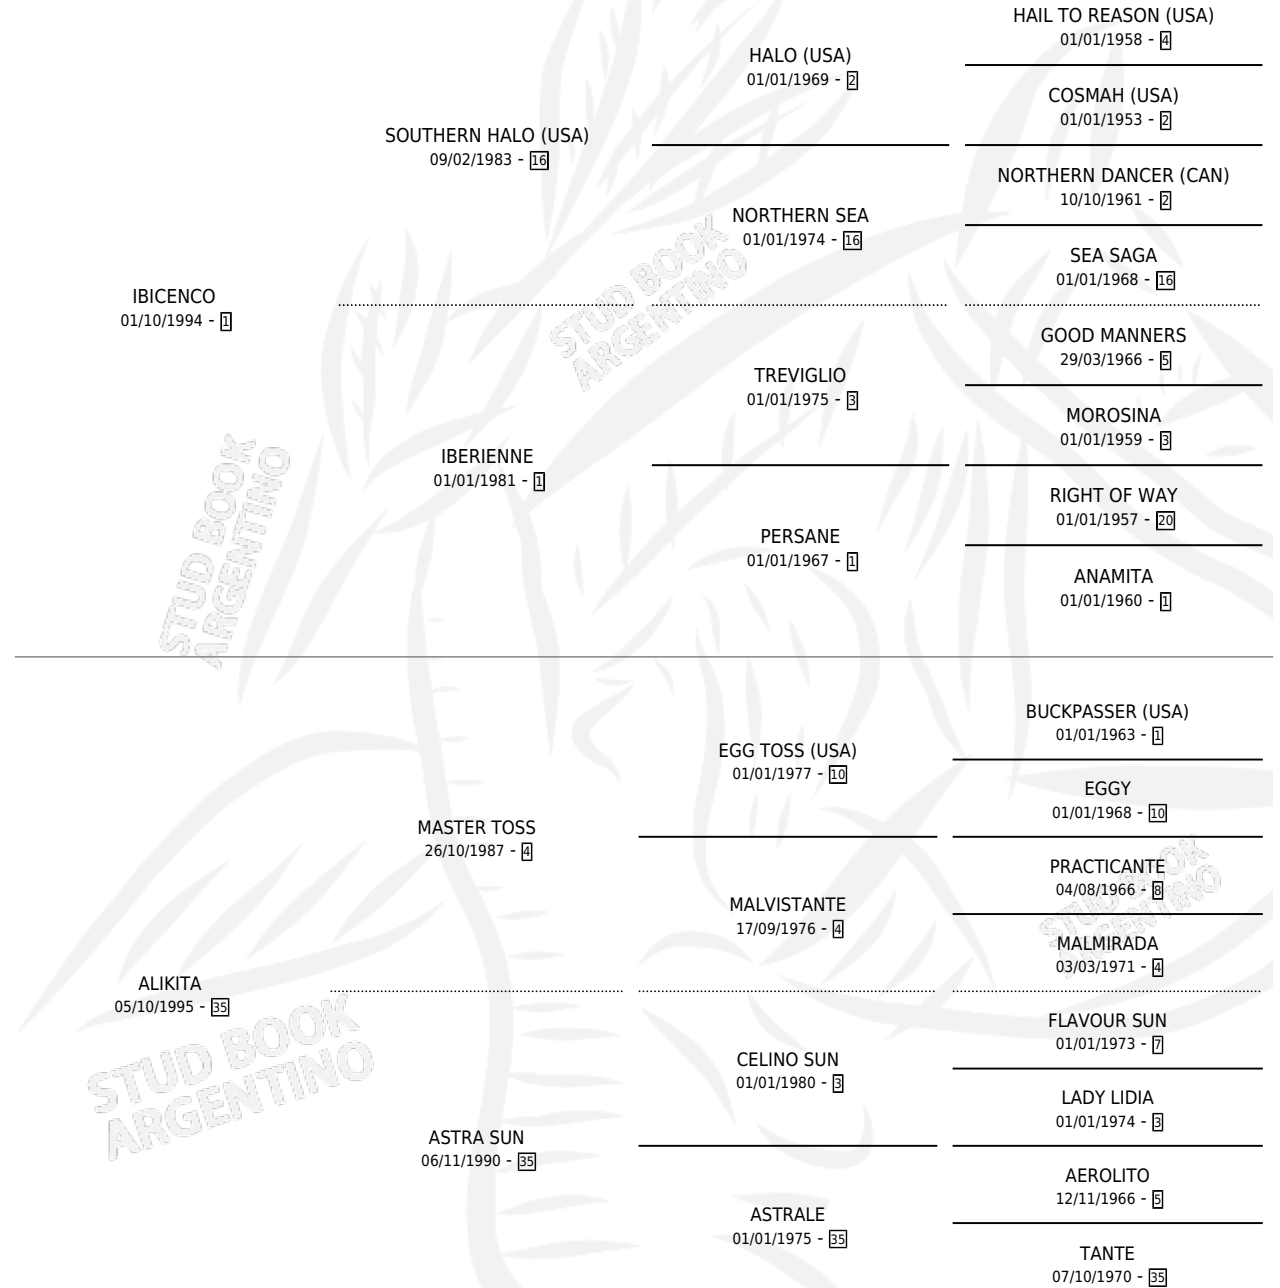 HAIL TO REASON (USA)
01/01/1958 - 4
HALO (USA)
01/01/1969 - 2
COSMAH (USA)
01/01/1953 - 2
SOUTHERN HALO (USA)
09/02/1983 - 16
NORTHERN DANCER (CAN)
10/10/1961 - 2
NORTHERN SEA
01/01/1974 - 16
SEA SAGA
01/01/1968 - 16
IBICENCO
01/10/1994 - 1
GOOD MANNERS
29/03/1966 - 5
TREVIGLIO
01/01/1975 - 3
MOROSINA
01/01/1959 - 3
IBERIENNE
01/01/1981 - 1
RIGHT OF WAY
01/01/1957 - 20
PERSANE
01/01/1967 - 1
ANAMITA
01/01/1960 - 1
BUCKPASSER (USA)
01/01/1963 - 1
EGG TOSS (USA)
01/01/1977 - 10
EGGY
01/01/1968 - 10
MASTER TOSS
26/10/1987 - 4
PRACTICANTE
04/08/1966 - 8
MALVISTANTE
17/09/1976 - 4
MALMIRADA
03/03/1971 - 4
ALIKITA
05/10/1995 - 35
FLAVOUR SUN
01/01/1973 - 7
CELINO SUN
01/01/1980 - 3
LADY LIDIA
01/01/1974 - 3
ASTRA SUN
06/11/1990 - 35
AEROLITO
12/11/1966 - 5
ASTRALE
01/01/1975 - 35
TANTE
07/10/1970 - 35
STUD BOOK
ARGENTINO
STUD BOOK
ARGENTINO
STUD BOOK
ARGENTINO
STUD BOOK
ARGENTINO